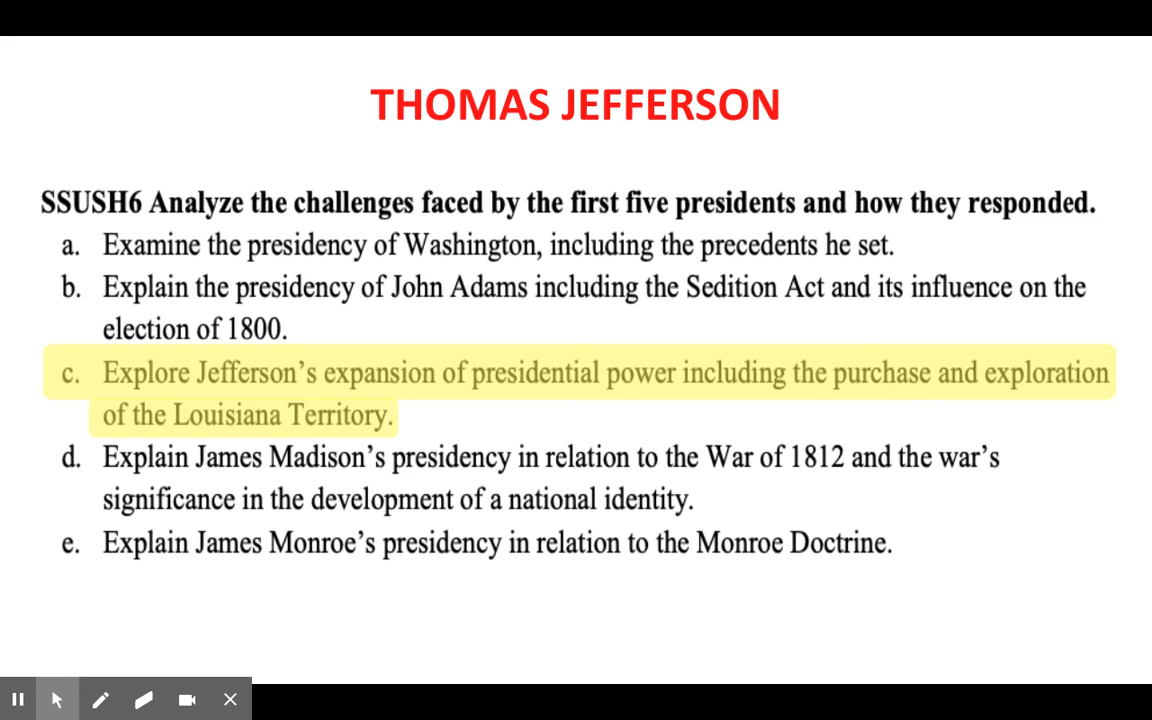 THOMAS JEFFERSON
SSUSH6 Analyze the challenges faced by the first five presidents and how they responded.
a. Examine the presidency of Washington, including the precedents he set.
b. Explain the presidency of John Adams including the Sedition Act and its influence on the
election of 1800.
c. Explore Jefferson’s expansion of presidential power including the purchase and exploration
of the Louisiana Territory.
d. Explain James Madison’s presidency in relation to the War of 1812 and the war’s
significance in the development of a national identity.
e. Explain James Monroe’s presidency in relation to the Monroe Doctrine.